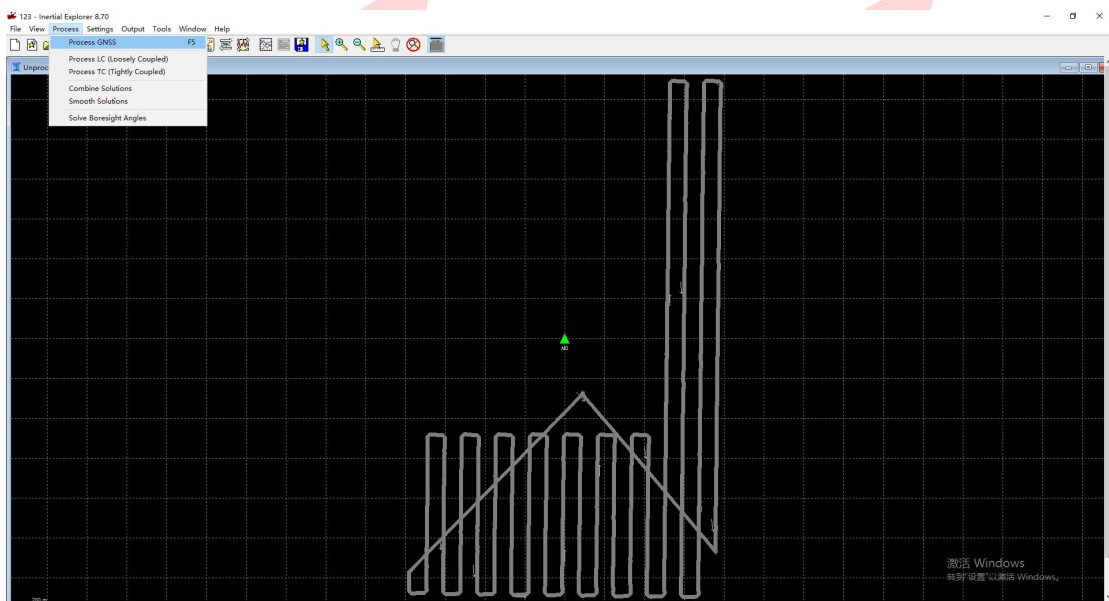 123 - Inertial Explorer 8.70
File View Process Settings Output Tools Window Help
Process GNSS F5
Process LC (Loosely Coupled)
Process TC (Tightly Coupled)
Combine Solutions
Smooth Solutions
Solve Boresight Angles
Unproc
激活 Windows
转到"设置"以激活 Windows。